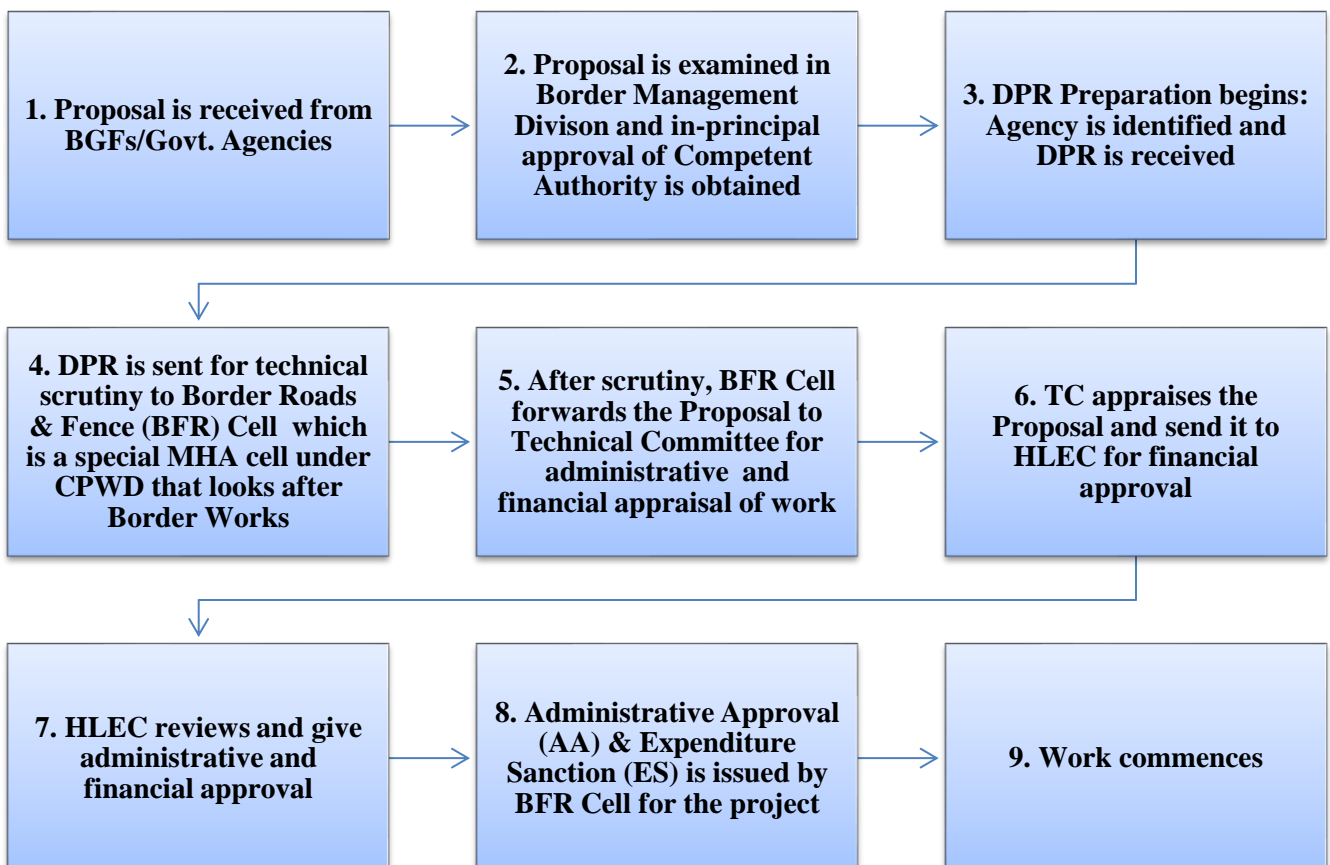 1. Proposal is received from
BGFs/Govt. Agencies
2. Proposal is examined in
Border Management
Divison and in-principal
approval of Competent
Authority is obtained
3. DPR Preparation begins:
Agency is identified and
DPR is received
4. DPR is sent for technical
scrutiny to Border Roads
& Fence (BFR) Cell which
is a special MHA cell under
CPWD that looks after
Border Works
5. After scrutiny, BFR Cell
forwards the Proposal to
Technical Committee for
administrative and
financial appraisal of work
6. TC appraises the
Proposal and send it to
HLEC for financial
approval
7. HLEC reviews and give
administrative and
financial approval
8. Administrative Approval
(AA) & Expenditure
Sanction (ES) is issued by
BFR Cell for the project
9. Work commences